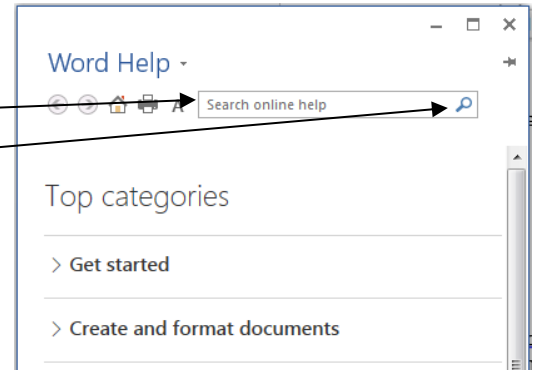 Word Help
A Search online help
Top categories
Get started
Create and format documents